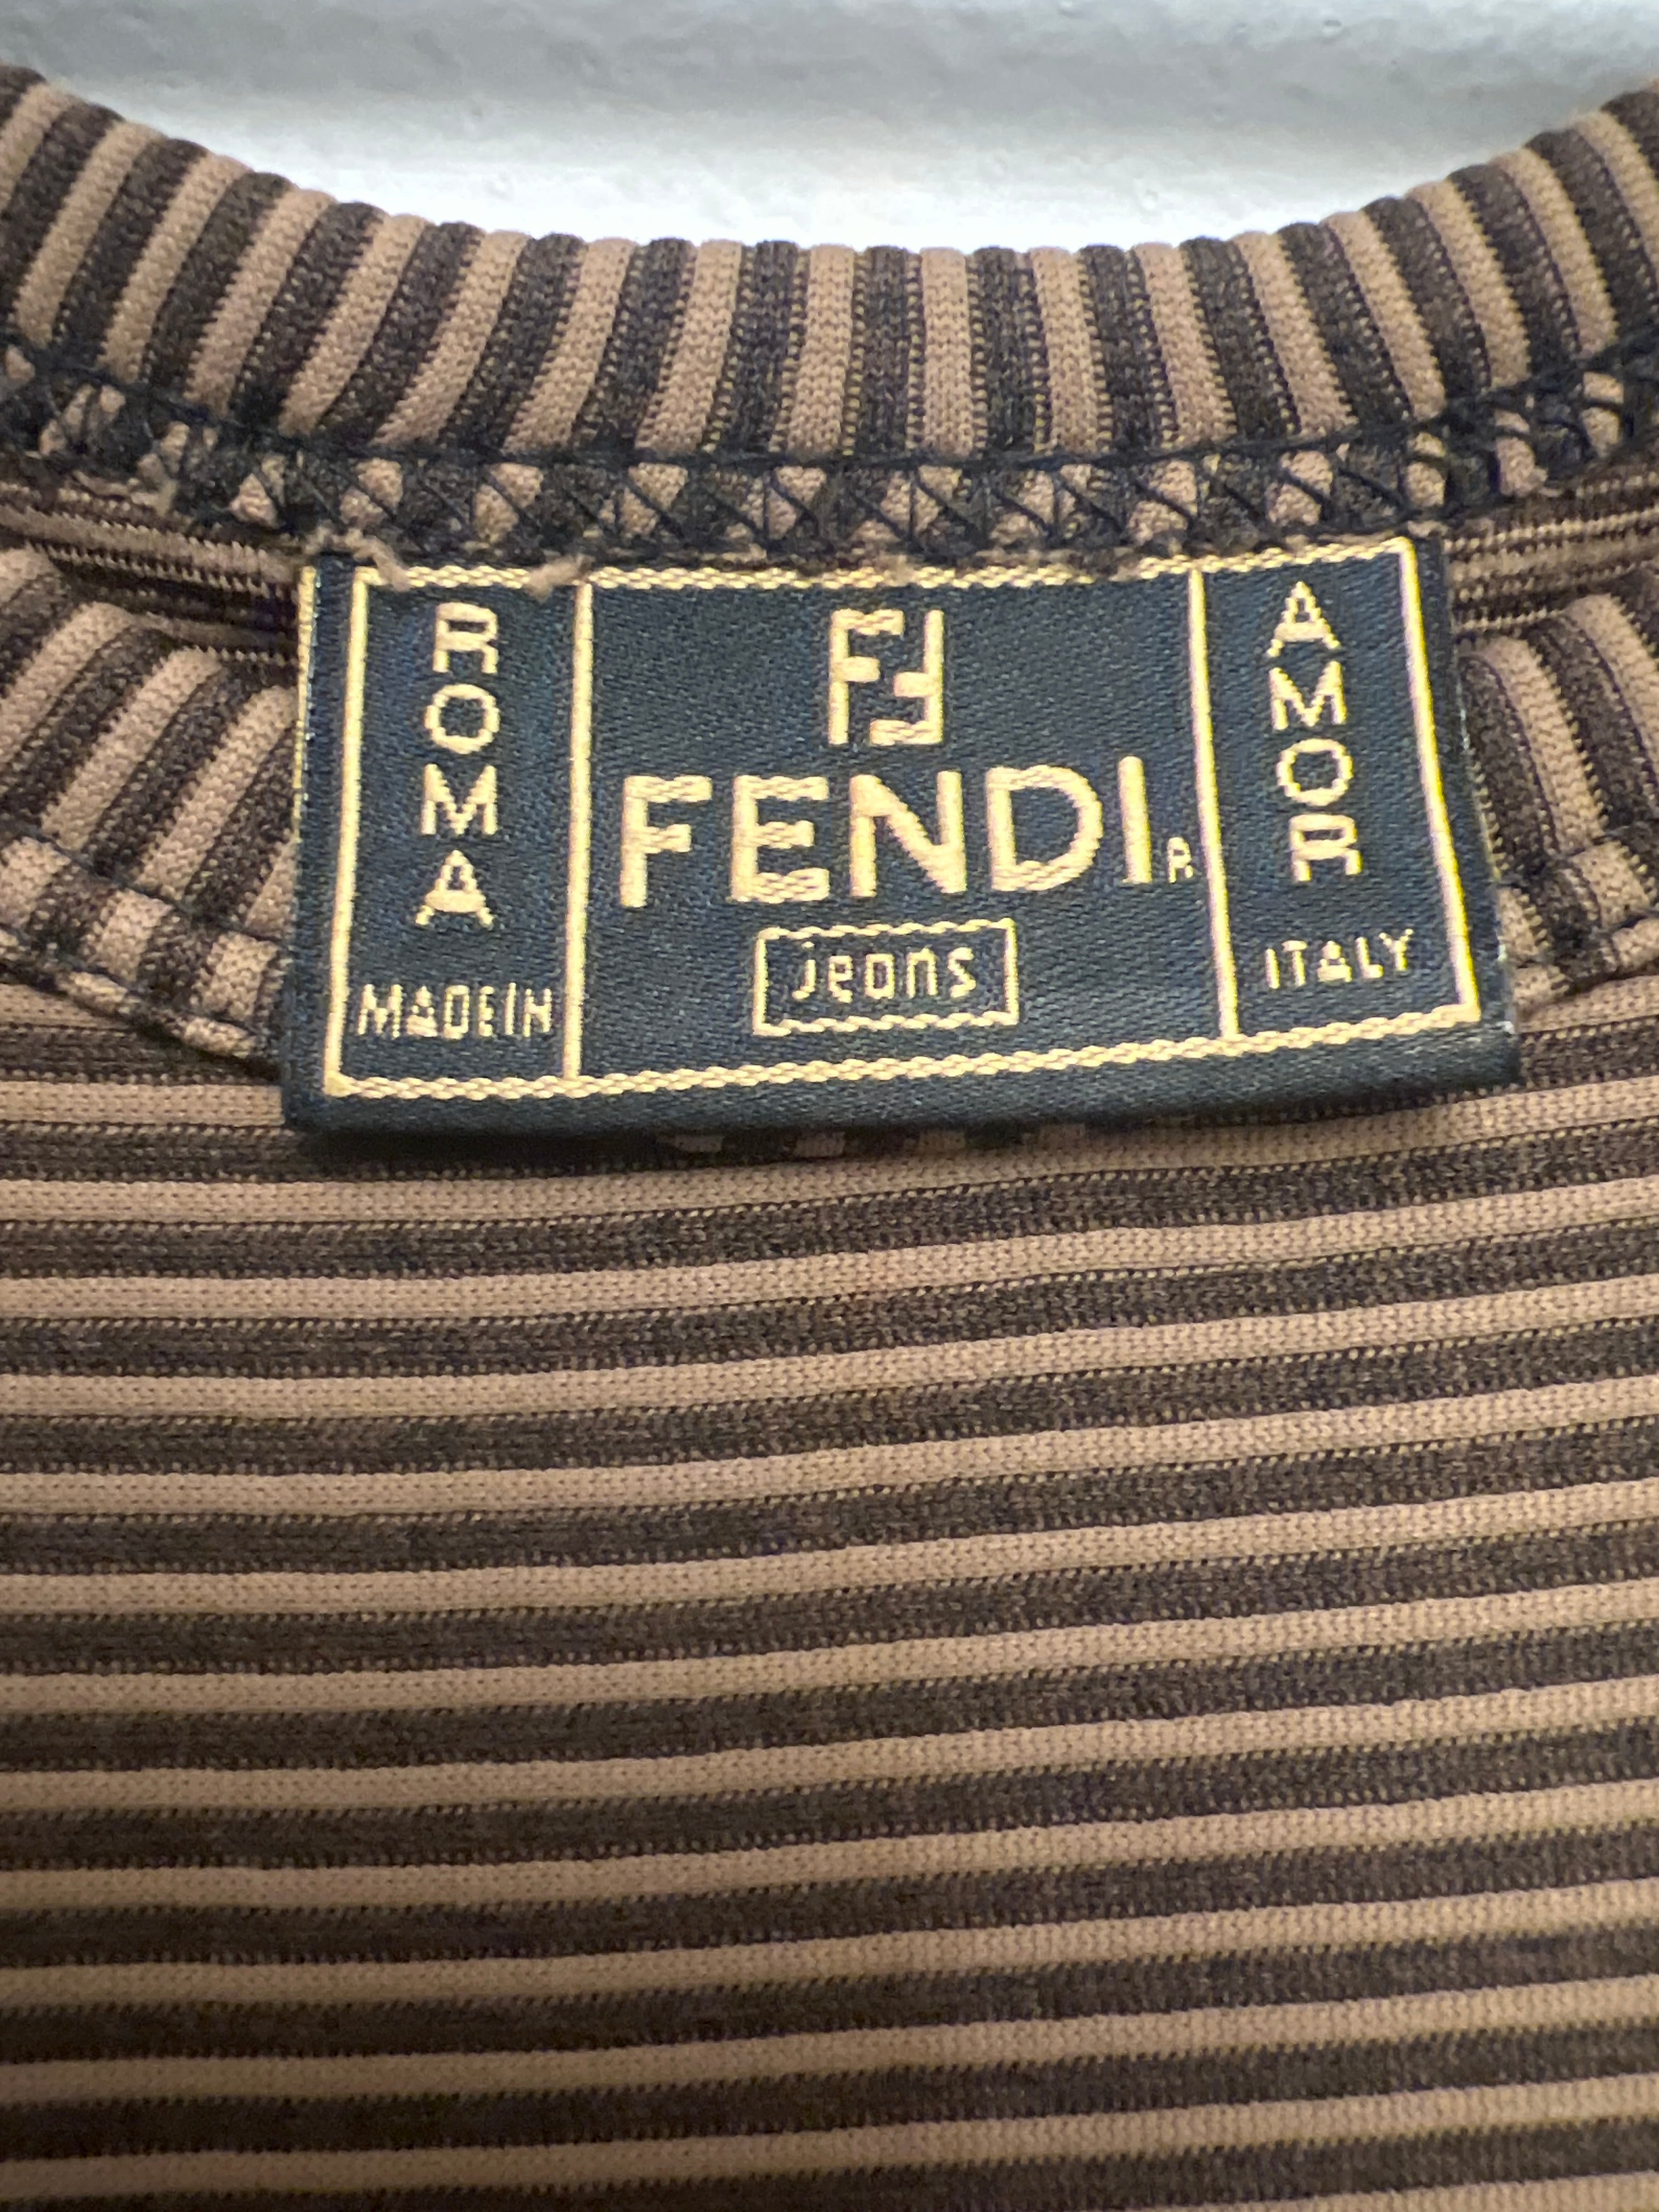 ROMA
MADEIN
FF
FENDI R
jeans
AMOR
ITALY